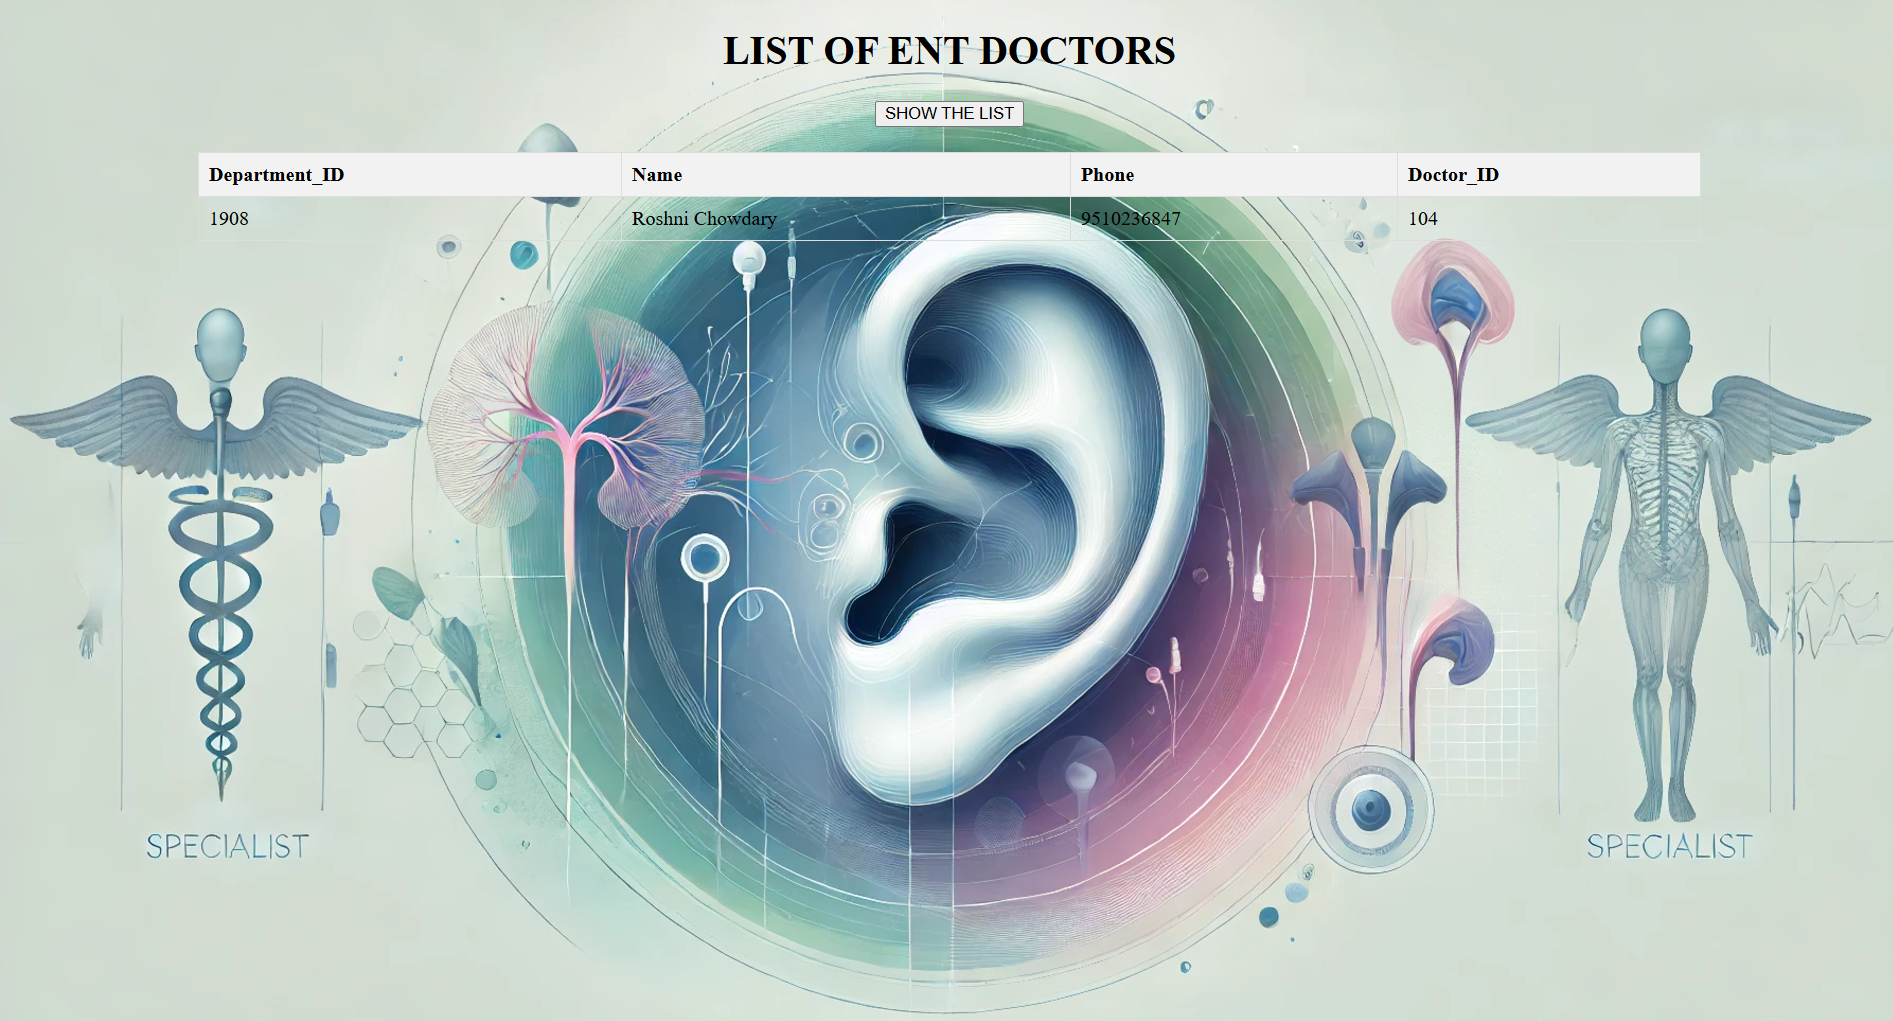 LIST OF ENT DOCTORS
SHOW THE LIST
Department_ID Name Phone Doctor_ID
1908 Roshni Chowdary 9510236847 104
SPECIALIST SPECIALIST